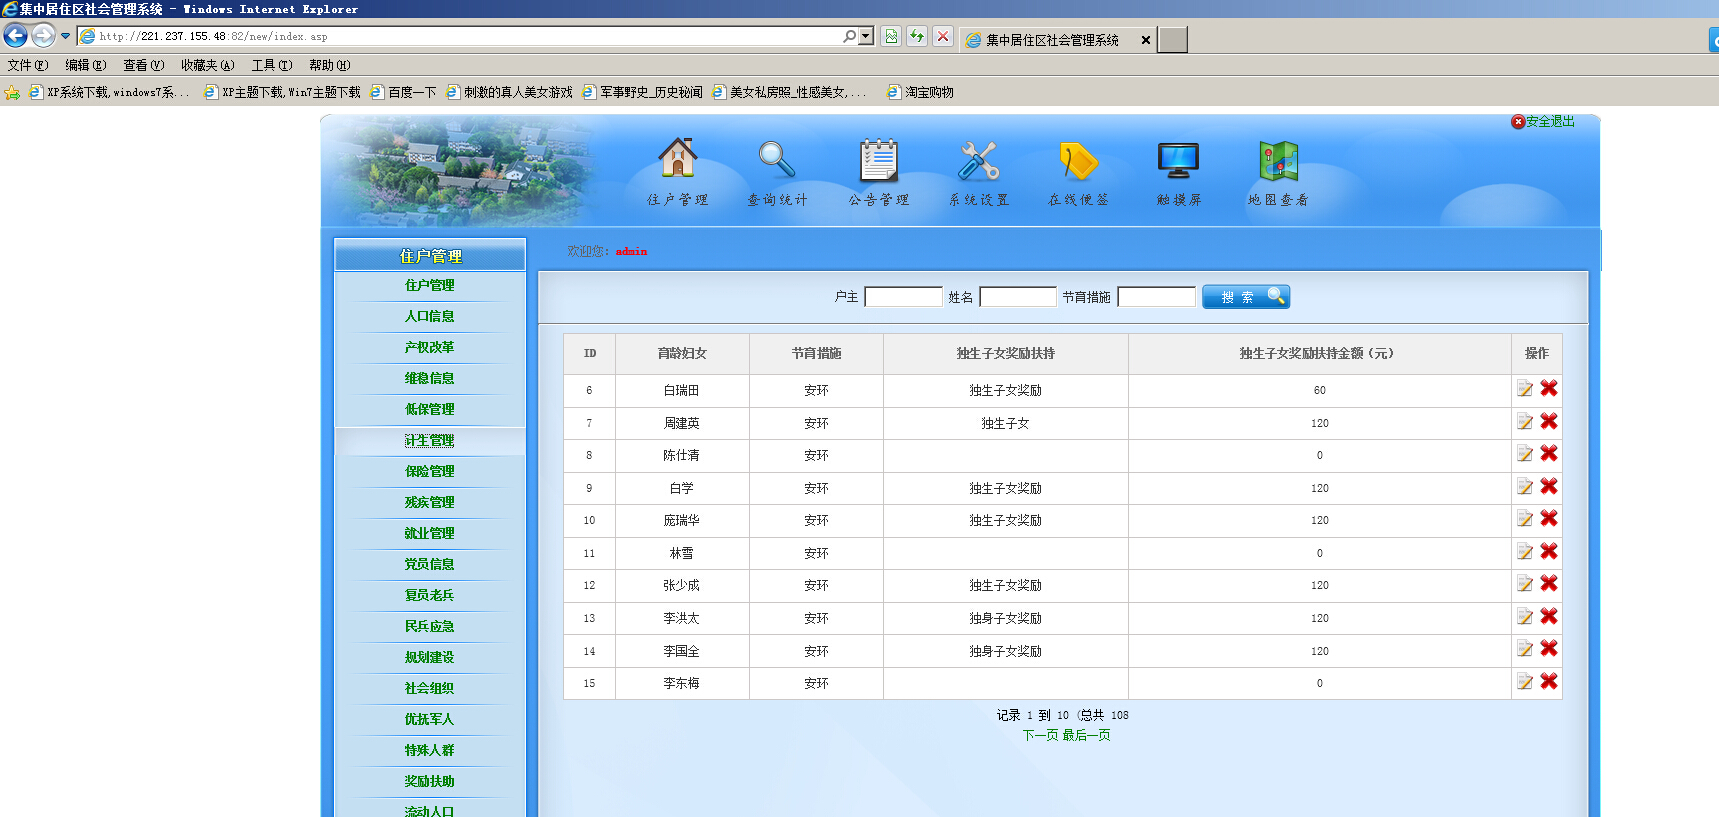 集中居住区社会管理系统 - Windows Internet Explorer
http://221.237.155.48:82/new/index.asp
集中居住区社会管理系统
文件(F) 编辑(E) 查看(V) 收藏夹(A) 工具(T) 帮助(H)
XP系统下载,windows7系... XP主题下载,Win7主题下载 百度一下 刺激的真人美女游戏 军事野史_历史秘闻 美女私房照_性感美女,... 淘宝购物
安全退出
住户管理 查询统计 公告管理 系统设置 在线便签 触摸屏 地图查看
欢迎您: admin
住户管理
住户管理
人口信息
产权改革
维稳信息
低保管理
计生管理
保险管理
残疾管理
就业管理
党员信息
复员老兵
民兵应急
规划建设
社会组织
优抚军人
特殊人群
奖励扶助
流动人口
户主 姓名 节育措施 搜 索
ID 育龄妇女 节育措施 独生子女奖励扶持 独生子女奖励扶持金额（元） 操作
6 白瑞田 安环 独生子女奖励 60
7 周建英 安环 独生子女 120
8 陈仕清 安环 0
9 白学 安环 独生子女奖励 120
10 庞瑞华 安环 独生子女奖励 120
11 林雪 安环 0
12 张少成 安环 独生子女奖励 120
13 李洪太 安环 独身子女奖励 120
14 李国全 安环 独身子女奖励 120
15 李东梅 安环 0
记录 1 到 10 (总共 108
下一页 最后一页